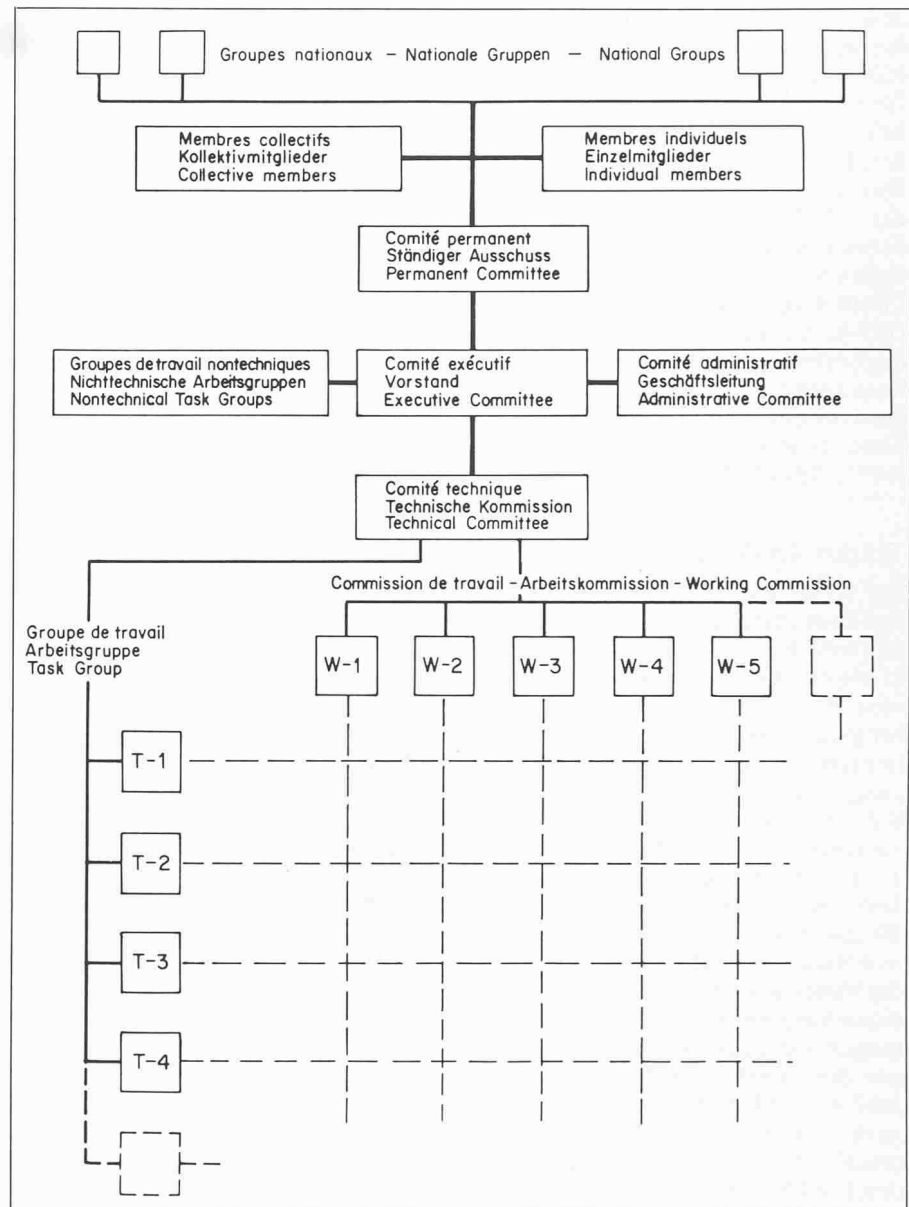 Groupes nationaux – Nationale Gruppen – National Groups
Membres collectifs
Kollektivmitglieder
Collective members
Membres individuels
Einzelmitglieder
Individual members
Comité permanent
Ständiger Ausschuss
Permanent Committee
Groupes de travail nontechniques
Nichttechnische Arbeitsgruppen
Nontechnical Task Groups
Comité exécutif
Vorstand
Executive Committee
Comité administratif
Geschäftsleitung
Administrative Committee
Comité technique
Technische Kommission
Technical Committee
Commission de travail – Arbeitskommission – Working Commission
Groupe de travail
Arbeitsgruppe
Task Group
W-1 W-2 W-3 W-4 W-5
T-1
T-2
T-3
T-4